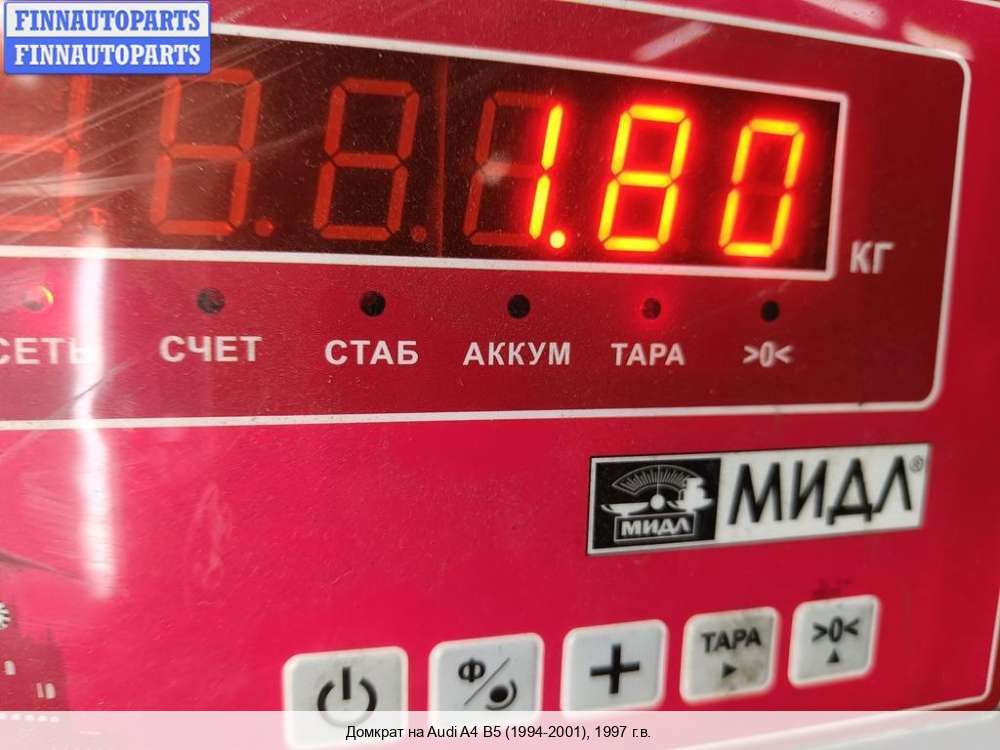 FINNAUTOPARTS
FINNAUTOPARTS
1.80
КГ
СЕТЬ СЧЕТ СТАБ АККУМ ТАРА >0<
МИДЛ МИДЛ®
Ф ТАРА >0<
Домкрат на Audi A4 B5 (1994-2001), 1997 г.в.